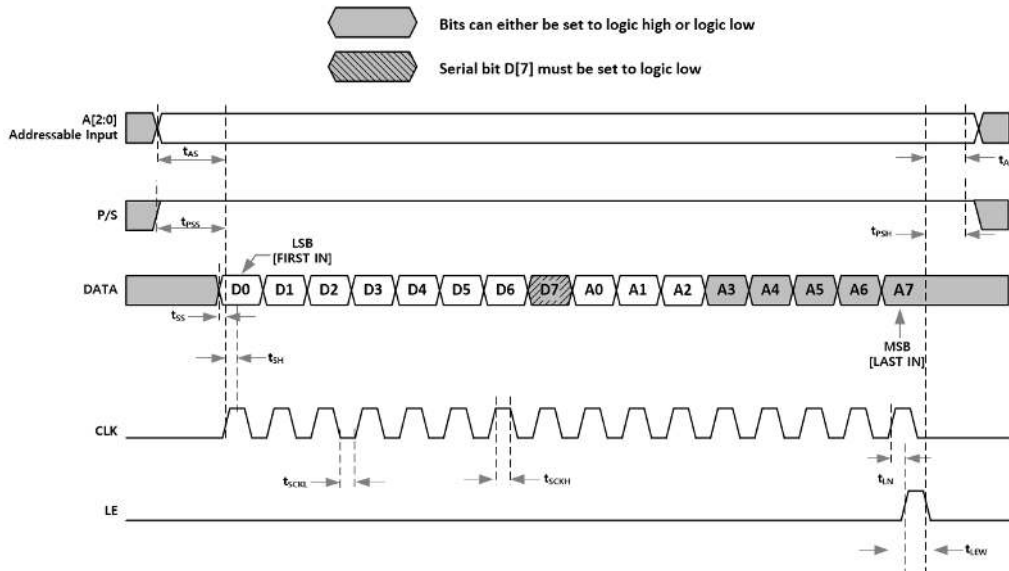 Bits can either be set to logic high or logic low
Serial bit D[7] must be set to logic low
A[2:0]
Addressable Input
tAS
tA
P/S
tPSS
tPSH
LSB
[FIRST IN]
DATA
D0 D1 D2 D3 D4 D5 D6 D7 A0 A1 A2 A3 A4 A5 A6 A7
tSS
tSH
MSB
[LAST IN]
CLK
tSCKL
tSCKH
tLN
LE
tLEW